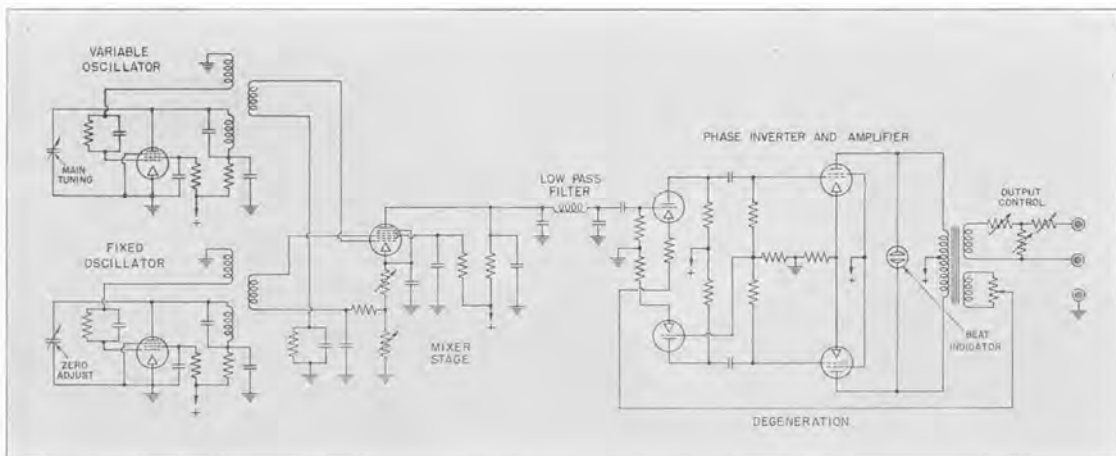 VARIABLE
OSCILLATOR
MAIN
TUNING
FIXED
OSCILLATOR
ZERO
ADJUST
MIXER
STAGE
LOW PASS
FILTER
PHASE INVERTER AND AMPLIFIER
OUTPUT
CONTROL
BEAT
INDICATOR
DEGENERATION